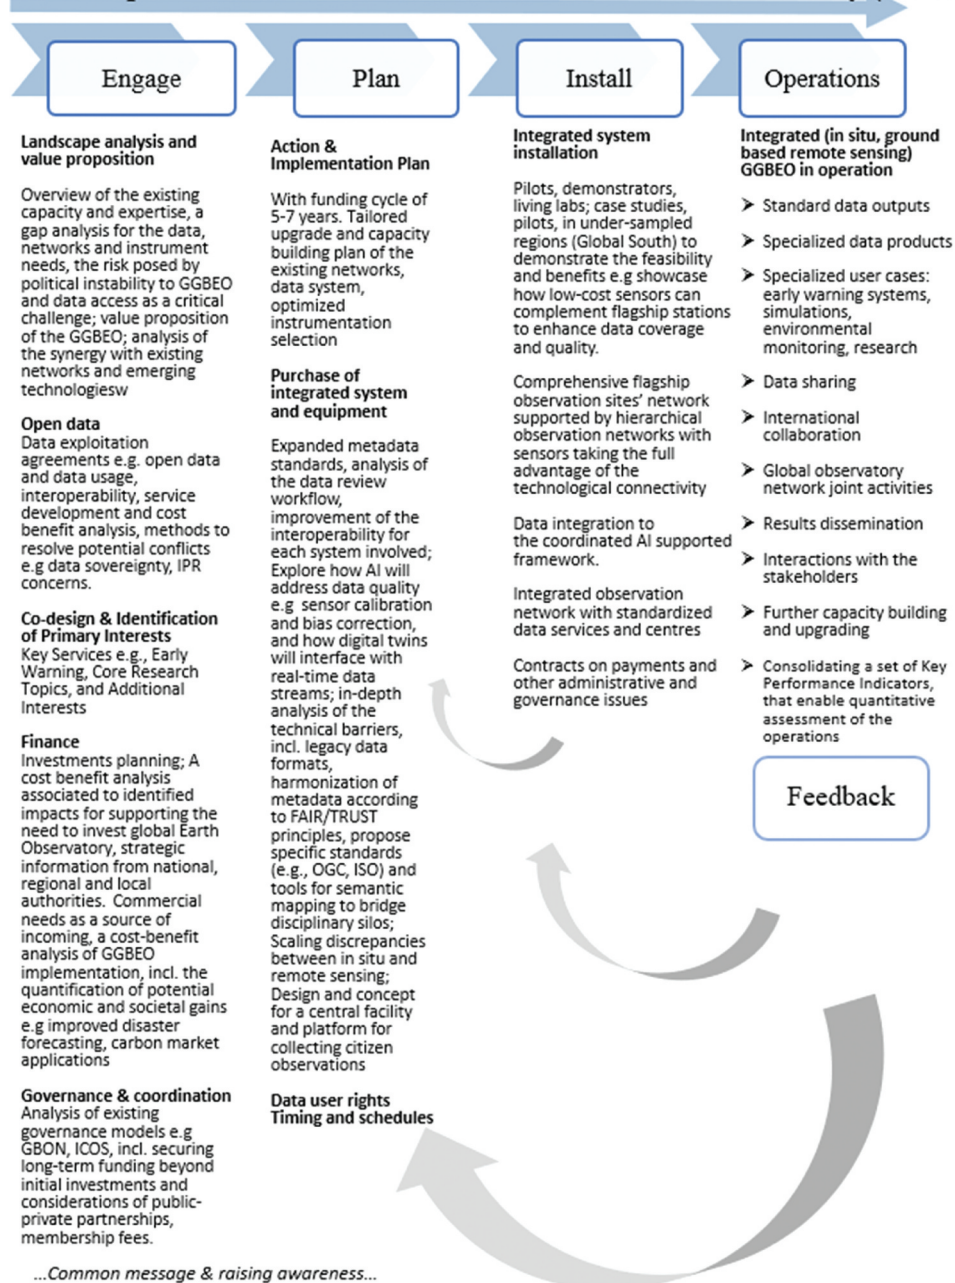 Engage
Landscape analysis and
value proposition
Overview of the existing
capacity and expertise, a
gap analysis for the data,
networks and instrument
needs, the risk posed by
political instability to GGBEO
and data access as a critical
challenge; value proposition
of the GGBEO; analysis of
the synergy with existing
networks and emerging
technologiesw
Open data
Data exploitation
agreements e.g. open data
and data usage,
interoperability, service
development and cost
benefit analysis, methods to
resolve potential conflicts
e.g data sovereignty, IPR
concerns.
Co-design & Identification
of Primary Interests
Key Services e.g., Early
Warning, Core Research
Topics, and Additional
Interests
Finance
Investments planning; A
cost benefit analysis
associated to identified
impacts for supporting the
need to invest global Earth
Observatory, strategic
information from national,
regional and local
authorities. Commercial
needs as a source of
incoming, a cost-benefit
analysis of GGBEO
implementation, incl. the
quantification of potential
economic and societal gains
e.g improved disaster
forecasting, carbon market
applications
Governance & coordination
Analysis of existing
governance models e.g
GBON, ICOS, incl. securing
long-term funding beyond
initial investments and
considerations of public-
private partnerships,
membership fees.
...Common message & raising awareness...
Plan
Action &
Implementation Plan
With funding cycle of
5-7 years. Tailored
upgrade and capacity
building plan of the
existing networks,
data system,
optimized
instrumentation
selection
Purchase of
integrated system
and equipment
Expanded metadata
standards, analysis of
the data review
workflow,
improvement of the
interoperability for
each system involved;
Explore how AI will
address data quality
e.g sensor calibration
and bias correction,
and how digital twins
will interface with
real-time data
streams; in-depth
analysis of the
technical barriers,
incl. legacy data
formats,
harmonization of
metadata according
to FAIR/TRUST
principles, propose
specific standards
(e.g., OGC, ISO) and
tools for semantic
mapping to bridge
disciplinary silos;
Scaling discrepancies
between in situ and
remote sensing;
Design and concept
for a central facility
and platform for
collecting citizen
observations
Data user rights
Timing and schedules
Install
Integrated system
installation
Pilots, demonstrators,
living labs; case studies,
pilots, in under-sampled
regions (Global South) to
demonstrate the feasibility
and benefits e.g showcase
how low-cost sensors can
complement flagship stations
to enhance data coverage
and quality.
Comprehensive flagship
observation sites' network
supported by hierarchical
observation networks with
sensors taking the full
advantage of the
technological connectivity
Data integration to
the coordinated AI supported
framework.
Integrated observation
network with standardized
data services and centres
Contracts on payments and
other administrative and
governance issues
Operations
Integrated (in situ, ground
based remote sensing)
GGBEO in operation
➤ Standard data outputs
➤ Specialized data products
➤ Specialized user cases:
early warning systems,
simulations,
environmental
monitoring, research
➤ Data sharing
➤ International
collaboration
➤ Global observatory
network joint activities
➤ Results dissemination
➤ Interactions with the
stakeholders
➤ Further capacity building
and upgrading
➤ Consolidating a set of Key
Performance Indicators,
that enable quantitative
assessment of the
operations
Feedback